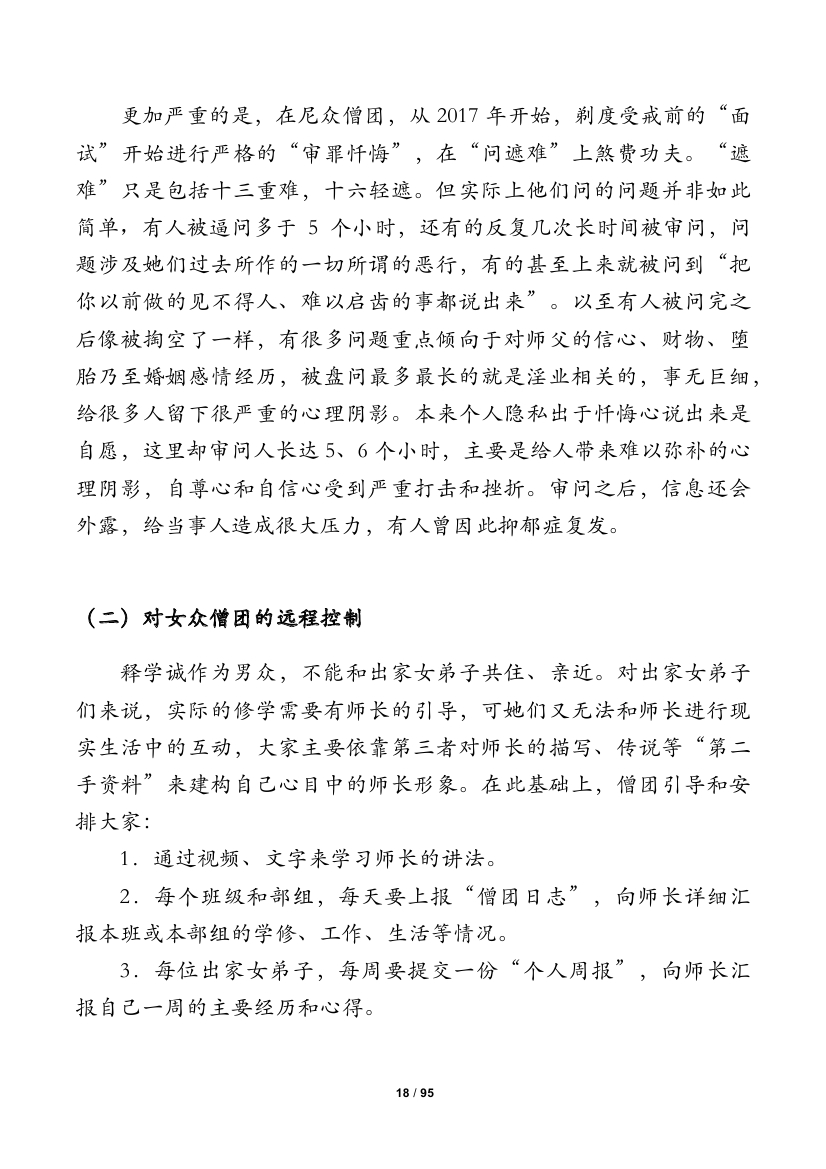 更加严重的是，在尼众僧团，从 2017 年开始，剃度受戒前的“面
试”开始进行严格的“审罪忏悔”，在“问遮难”上煞费功夫。“遮
难”只是包括十三重难，十六轻遮。但实际上他们问的问题并非如此
简单，有人被逼问多于 5 个小时，还有的反复几次长时间被审问，问
题涉及她们过去所作的一切所谓的恶行，有的甚至上来就被问到“把
你以前做的见不得人、难以启齿的事都说出来”。以至有人被问完之
后像被掏空了一样，有很多问题重点倾向于对师父的信心、财物、堕
胎乃至婚姻感情经历，被盘问最多最长的就是淫业相关的，事无巨细，
给很多人留下很严重的心理阴影。本来个人隐私出于忏悔心说出来是
自愿，这里却审问人长达 5、6 个小时，主要是给人带来难以弥补的心
理阴影，自尊心和自信心受到严重打击和挫折。审问之后，信息还会
外露，给当事人造成很大压力，有人曾因此抑郁症复发。
（二）对女众僧团的远程控制
释学诚作为男众，不能和出家女弟子共住、亲近。对出家女弟子
们来说，实际的修学需要有师长的引导，可她们又无法和师长进行现
实生活中的互动，大家主要依靠第三者对师长的描写、传说等“第二
手资料”来建构自己心目中的师长形象。在此基础上，僧团引导和安
排大家：
1．通过视频、文字来学习师长的讲法。
2．每个班级和部组，每天要上报“僧团日志”，向师长详细汇
报本班或本部组的学修、工作、生活等情况。
3．每位出家女弟子，每周要提交一份“个人周报”，向师长汇
报自己一周的主要经历和心得。
18 / 95